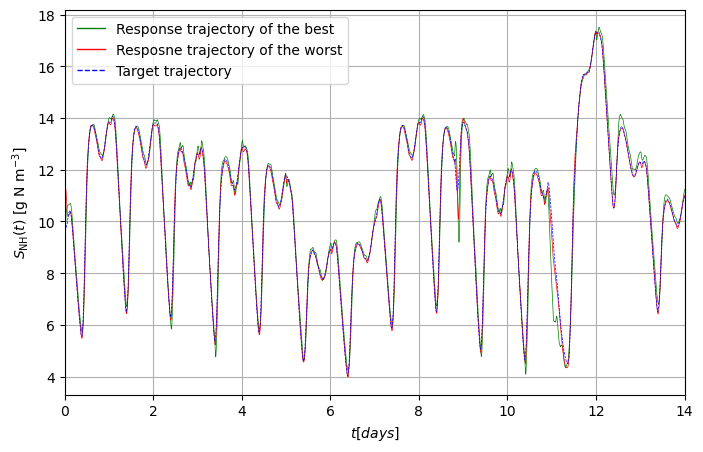 Response trajectory of the best
Resposne trajectory of the worst
Target trajectory
S_NH(t) [g N m⁻³]
18
16
14
12
10
8
6
4
0 2 4 6 8 10 12 14
t[days]